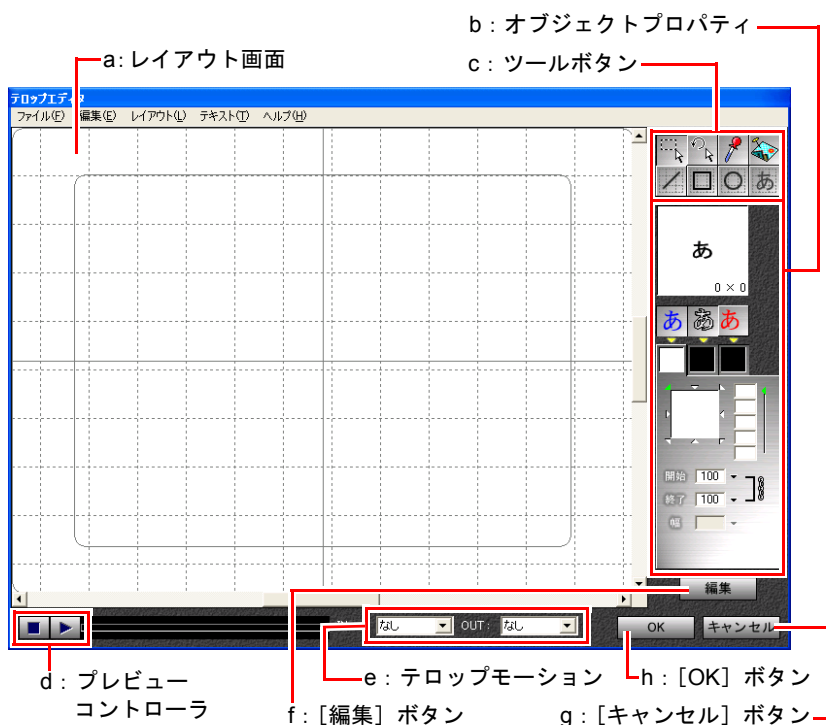 b：オブジェクトプロパティ
a：レイアウト画面
c：ツールボタン
テロップエディタ
ファイル(F) 編集(E) レイアウト(L) テキスト(T) ヘルプ(H)
あ
あ
0 × 0
あ あ あ
開始 100
終了 100
幅
編集
なし OUT： なし
OK キャンセル
d：プレビュー
コントローラ
e：テロップモーション
h：［OK］ボタン
f：［編集］ボタン
g：［キャンセル］ボタン